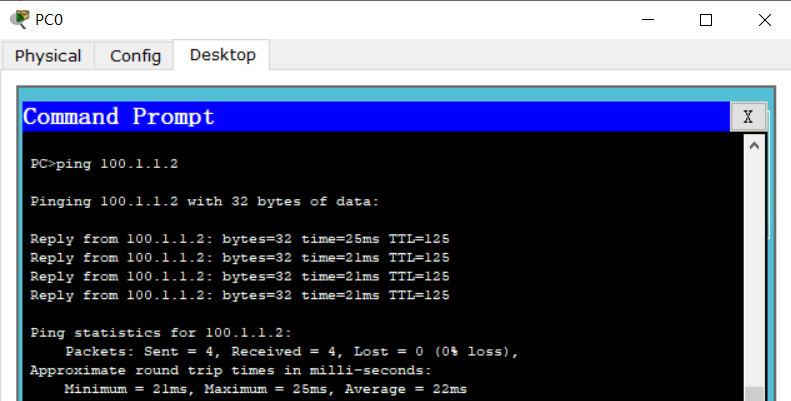 PC0
Physical Config Desktop
Command Prompt
X
PC>ping 100.1.1.2
Pinging 100.1.1.2 with 32 bytes of data:
Reply from 100.1.1.2: bytes=32 time=25ms TTL=125
Reply from 100.1.1.2: bytes=32 time=21ms TTL=125
Reply from 100.1.1.2: bytes=32 time=21ms TTL=125
Reply from 100.1.1.2: bytes=32 time=21ms TTL=125
Ping statistics for 100.1.1.2:
Packets: Sent = 4, Received = 4, Lost = 0 (0% loss),
Approximate round trip times in milli-seconds:
Minimum = 21ms, Maximum = 25ms, Average = 22ms